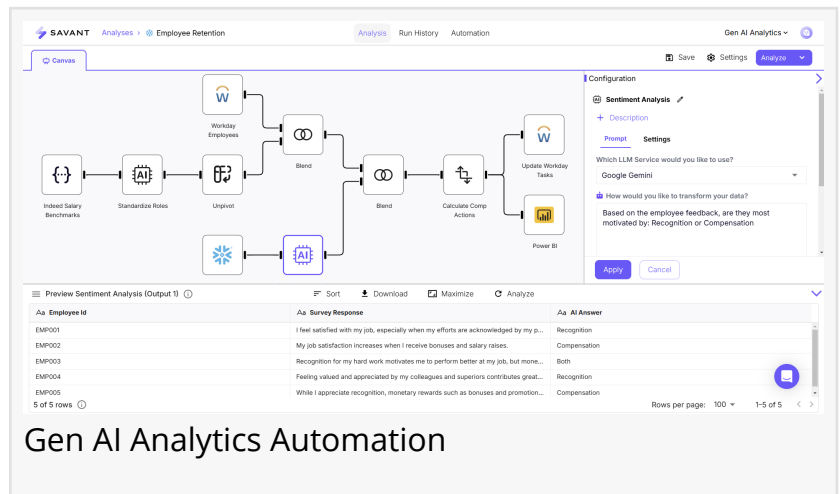 SAVANT Analyses › Employee Retention Analysis Run History Automation Gen AI Analytics
Canvas Save Settings Analyze
Configuration
Sentiment Analysis
+ Description
Prompt Settings
Which LLM Service would you like to use?
Google Gemini
How would you like to transform your data?
Based on the employee feedback, are they most
motivated by: Recognition or Compensation
Apply Cancel
W
Workday
Employees
Blend
W
Update Workday
Tasks
{··}
Indeed Salary
Benchmarks
AI
Standardize Roles
Unpivot
Blend
Calculate Comp
Actions
AI
Power BI
Preview Sentiment Analysis (Output 1) Sort Download Maximize Analyze
Aa Employee Id Aa Survey Response Aa AI Answer
EMP001 I feel satisfied with my job, especially when my efforts are acknowledged by my p... Recognition
EMP002 My job satisfaction increases when I receive bonuses and salary raises. Compensation
EMP003 Recognition for my hard work motivates me to perform better at my job, but mone... Both
EMP004 Feeling valued and appreciated by my colleagues and superiors contributes great... Recognition
EMP005 While I appreciate recognition, monetary rewards such as bonuses and promotion... Compensation
5 of 5 rows Rows per page: 100 1–5 of 5
Gen AI Analytics Automation